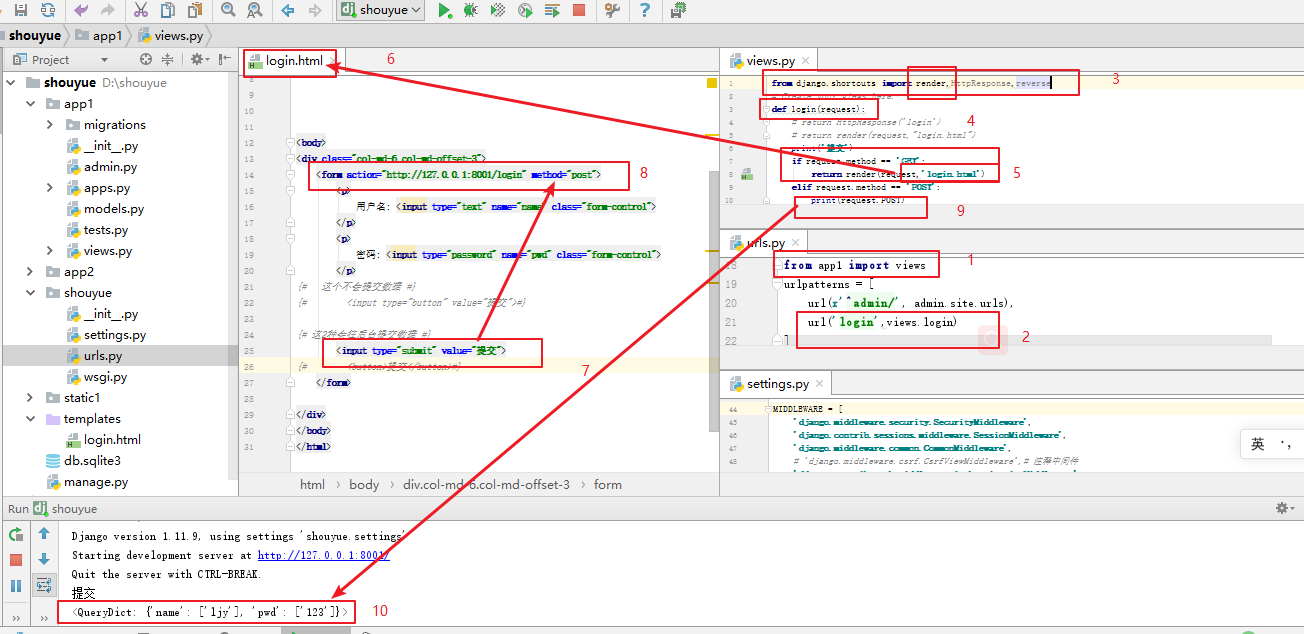 shouyue
shouyue
app1
views.py
Project
shouyue D:\shouyue
app1
migrations
__init__.py
admin.py
apps.py
models.py
tests.py
views.py
app2
shouyue
__init__.py
settings.py
urls.py
wsgi.py
static1
templates
login.html
db.sqlite3
manage.py
login.html
6
9
10
11
12
<body>
13
<div class="col-md-6 col-md-offset-3">
14
<form action="http://127.0.0.1:8001/login" method="post">
8
15
<p>
16
用户名: <input type="text" name="name" class="form-control">
17
</p>
18
<p>
19
密码: <input type="password" name="pwd" class="form-control">
20
</p>
21
{# 这个不会提交数据 #}
22
{# <input type="button" value="提交">#}
23
24
{# 这2种会往后台提交数据 #}
25
<input type="submit" value="提交">
26
{# <button>提交</button>#}
7
27
</form>
28
29
</div>
30
</body>
31
</html>
html
body
div.col-md-6.col-md-offset-3
form
views.py
1
from django.shortcuts import render,HttpResponse,reverse
3
2
3
def login(request):
4
4
# return HttpResponse('login')
5
# return render(request,"login.html")
6
print('提交')
7
if request.method == 'GET':
8
return render(request,'login.html')
5
9
elif request.method == 'POST':
10
print(request.POST)
9
urls.py
18
from app1 import views
1
19
urlpatterns = [
20
url(r'^admin/', admin.site.urls),
21
url('login',views.login)
2
22
]
settings.py
44
MIDDLEWARE = [
45
'django.middleware.security.SecurityMiddleware',
46
'django.contrib.sessions.middleware.SessionMiddleware',
47
'django.middleware.common.CommonMiddleware',
48
# 'django.middleware.csrf.CsrfViewMiddleware',# 注释中间件
英
Run
shouyue
Django version 1.11.9, using settings 'shouyue.settings'
Starting development server at http://127.0.0.1:8001/
Quit the server with CTRL-BREAK.
提交
<QueryDict: {'name': ['ljy'], 'pwd': ['123']}>
10